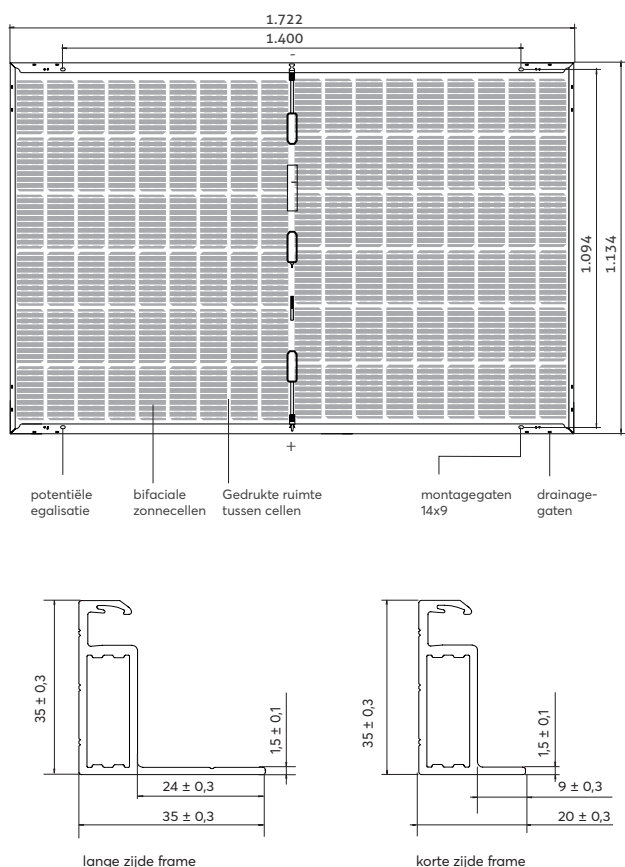 1.722
1.400
-
1.094
1.134
+
potentiële
egalisatie
bifaciale
zonnecellen
Gedrukte ruimte
tussen cellen
montagegaten
14x9
drainage-
gaten
35 ± 0,3
1,5 ± 0,1
24 ± 0,3
35 ± 0,3
lange zijde frame
35 ± 0,3
1,5 ± 0,1
9 ± 0,3
20 ± 0,3
korte zijde frame